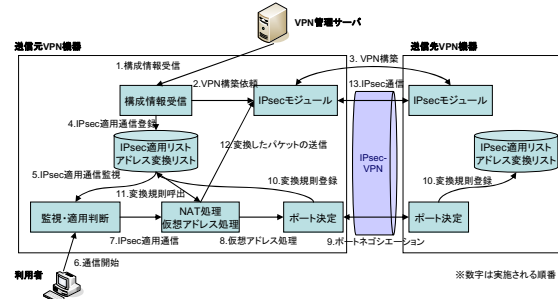 VPN管理サーバ
送信元VPN機器
送信先VPN機器
1.構成情報受信
2.VPN構築依頼
3. VPN構築
13.IPsec通信
構成情報受信
IPsecモジュール
IPsecモジュール
4.IPsec適用通信登録
12.変換したパケットの送信
IPsec適用リスト
アドレス変換リスト
IPsec-
VPN
IPsec適用リスト
アドレス変換リスト
5.IPsec適用通信監視
11.変換規則呼出
10.変換規則登録
10.変換規則登録
監視・適用判断
NAT処理
仮想アドレス処理
ポート決定
ポート決定
7.IPsec適用通信
8.仮想アドレス処理
9.ポートネゴシエーション
6.通信開始
利用者
※数字は実施される順番